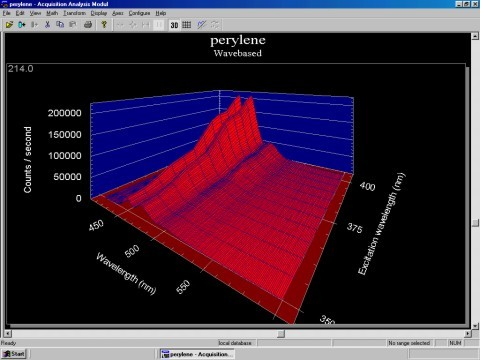 perylene - Acquisition Analysis Modul
File Edit View Math Transform Display Axes Configure Help
3D
perylene
Wavebased
214.0
200000
150000
100000
50000
0
Counts / second
450
500
550
Wavelength (nm)
400
375
350
Excitation wavelength (nm)
Ready local database No range selected NUM
Start perylene - Acquisition...